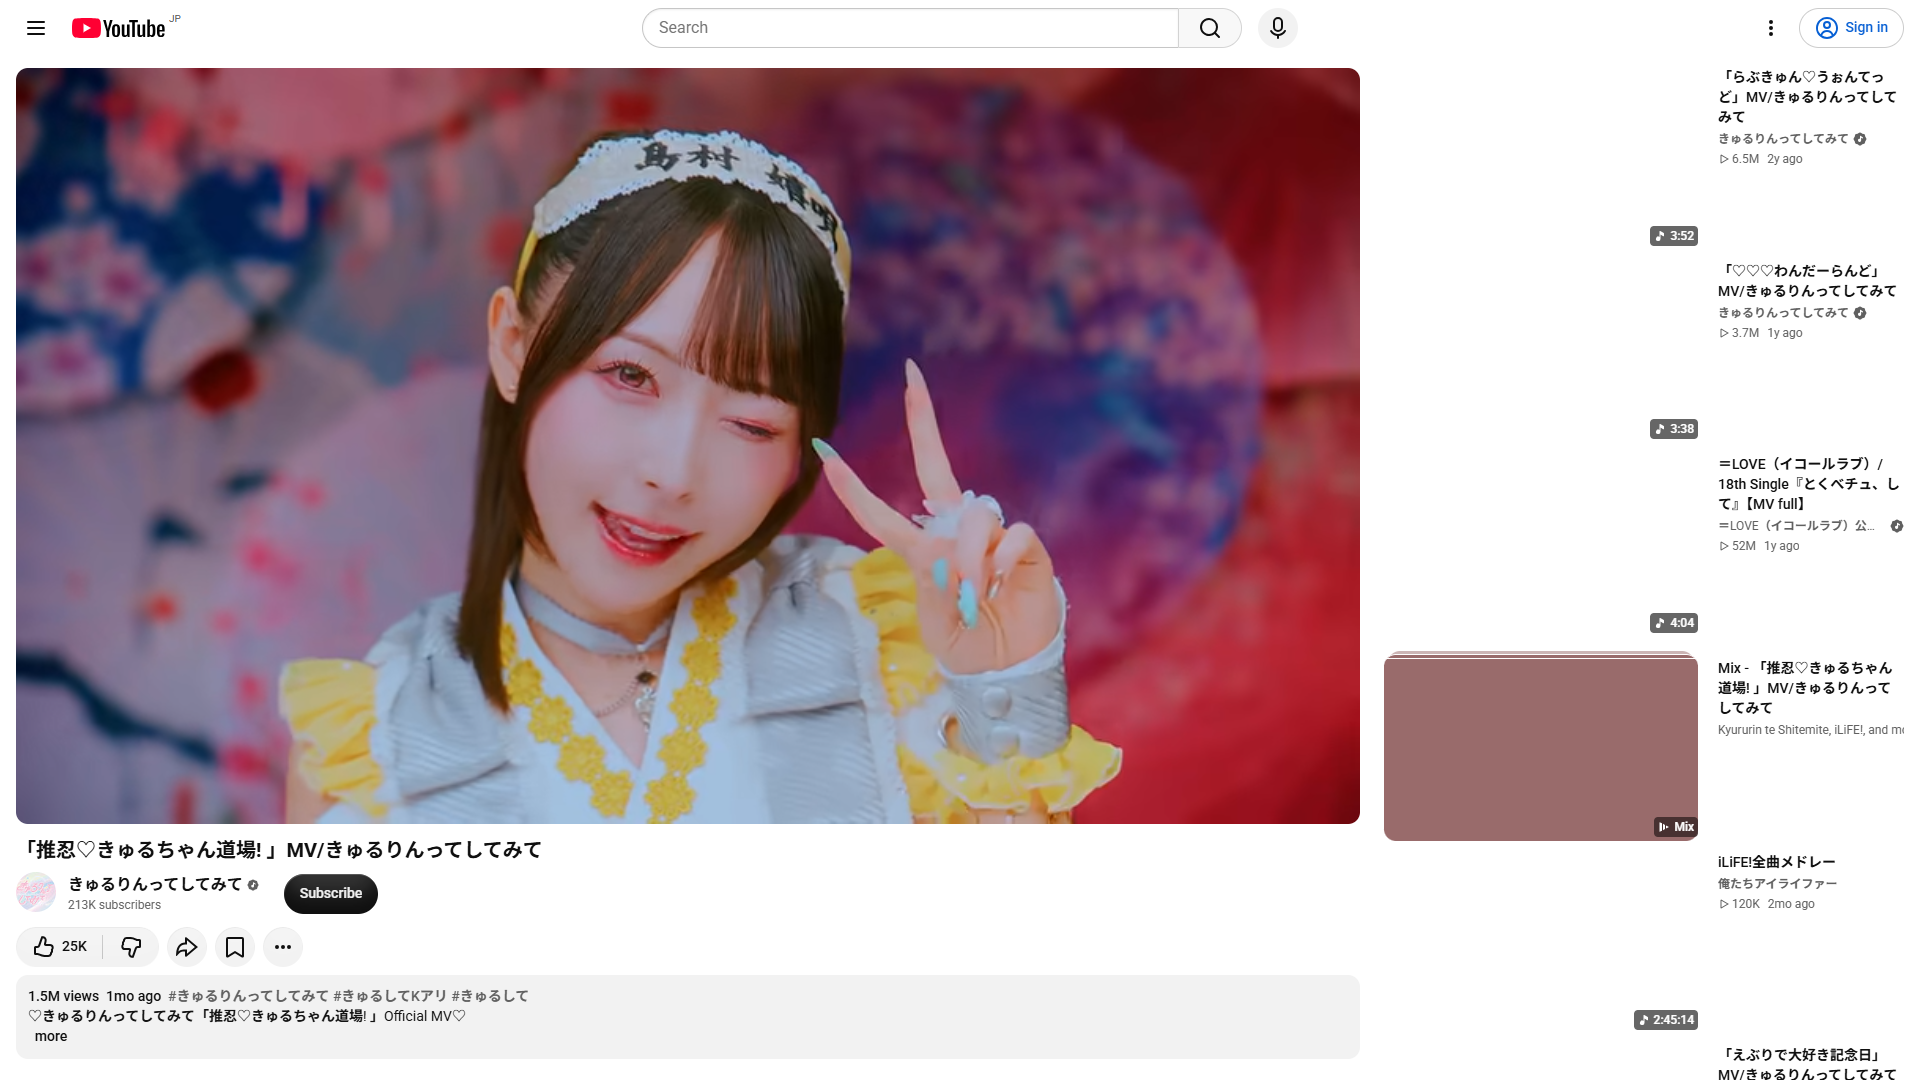 YouTube JP
Search
Sign in
島村 嬉唄
「推忍♡きゅるちゃん道場! 」MV/きゅるりんってしてみて
きゅるりんってしてみて
213K subscribers
Subscribe
25K
1.5M views 1mo ago #きゅるりんってしてみて #きゅるしてKアリ #きゅるして
♡きゅるりんってしてみて「推忍♡きゅるちゃん道場! 」Official MV♡
more
「らぶきゅん♡うぉんてっ
ど」MV/きゅるりんってして
みて
きゅるりんってしてみて
6.5M 2y ago
3:52
「♡♡♡わんだーらんど」
MV/きゅるりんってしてみて
きゅるりんってしてみて
3.7M 1y ago
3:38
＝LOVE（イコールラブ）/
18th Single『とくべチュ、し
て』【MV full】
＝LOVE（イコールラブ）公...
52M 1y ago
4:04
Mix - 「推忍♡きゅるちゃん
道場! 」MV/きゅるりんって
してみて
Kyururin te Shitemite, iLiFE!, and mo
Mix
iLiFE!全曲メドレー
俺たちアイライファー
120K 2mo ago
2:45:14
「えぶりで大好き記念日」
MV/きゅるりんってしてみて